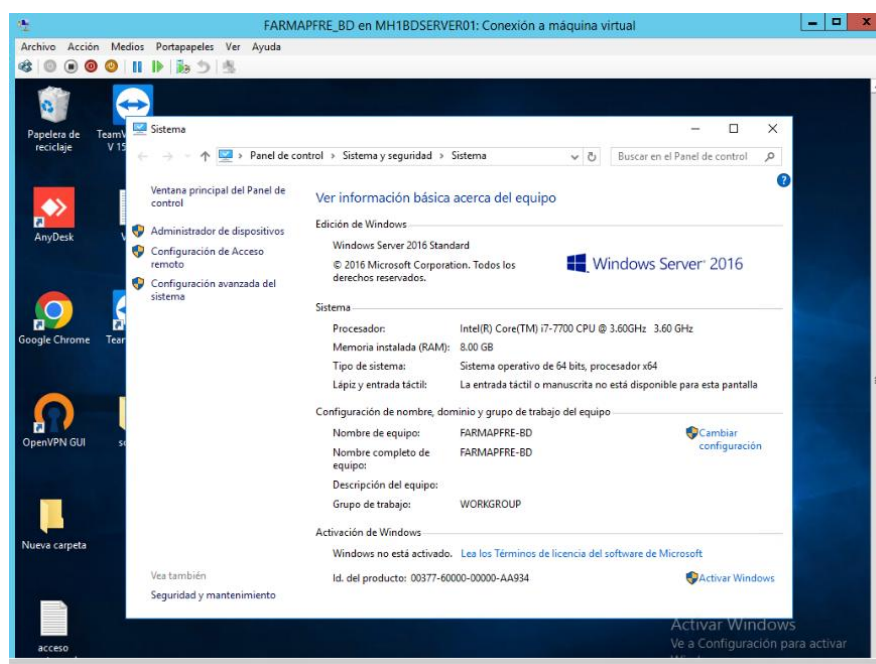 FARMAPFRE_BD en MH1BDSERVER01: Conexión a máquina virtual
Archivo Acción Medios Portapapeles Ver Ayuda
Papelera de
reciclaje
V 15
Sistema
Panel de control > Sistema y seguridad > Sistema
Buscar en el Panel de control
Ventana principal del Panel de
control
Administrador de dispositivos
Configuración de Acceso
remoto
Configuración avanzada del
sistema
Ver información básica acerca del equipo
Edición de Windows
Windows Server 2016 Standard
© 2016 Microsoft Corporation. Todos los
derechos reservados.
Windows Server® 2016
Sistema
Procesador: Intel(R) Core(TM) i7-7700 CPU @ 3.60GHz 3.60 GHz
Memoria instalada (RAM): 8.00 GB
Tipo de sistema: Sistema operativo de 64 bits, procesador x64
Lápiz y entrada táctil: La entrada táctil o manuscrita no está disponible para esta pantalla
Configuración de nombre, dominio y grupo de trabajo del equipo
Nombre de equipo: FARMAPFRE-BD
Cambiar
configuración
Nombre completo de
equipo: FARMAPFRE-BD
Descripción del equipo:
Grupo de trabajo: WORKGROUP
Activación de Windows
Windows no está activado. Lea los Términos de licencia del software de Microsoft
Id. del producto: 00377-60000-00000-AA934
Activar Windows
Vea también
Seguridad y mantenimiento
AnyDesk
Google Chrome
OpenVPN GUI
Nueva carpeta
acceso
Activar Windows
Ve a Configuración para activar